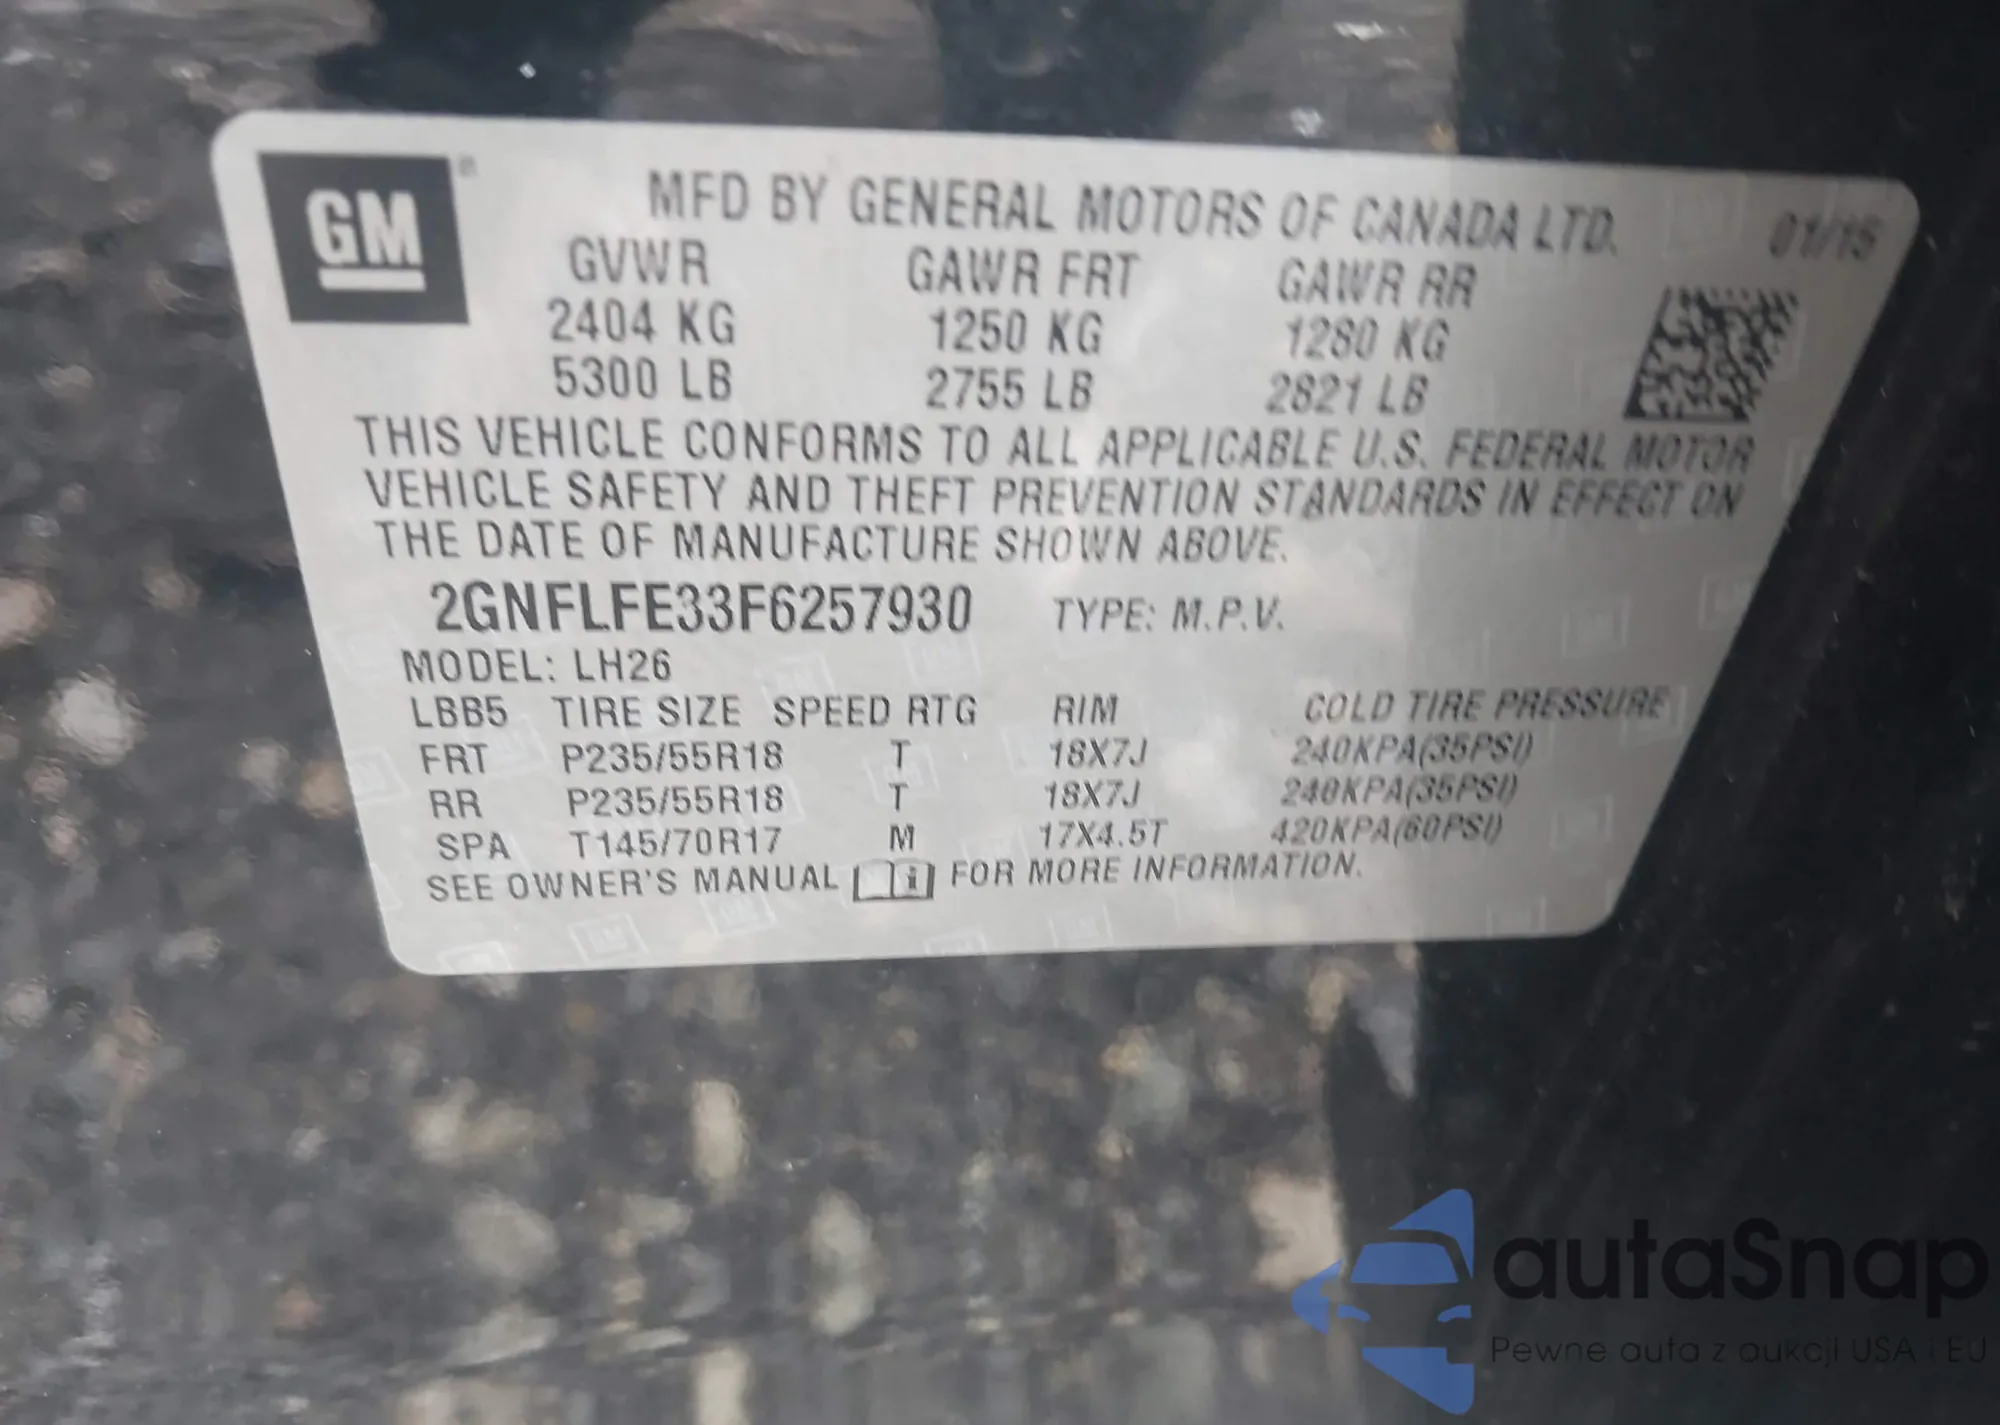 GM
MFD BY GENERAL MOTORS OF CANADA LTD.
01/15
GVWR GAWR FRT GAWR RR
2404 KG 1250 KG 1280 KG
5300 LB 2755 LB 2821 LB
THIS VEHICLE CONFORMS TO ALL APPLICABLE U.S. FEDERAL MOTOR
VEHICLE SAFETY AND THEFT PREVENTION STANDARDS IN EFFECT ON
THE DATE OF MANUFACTURE SHOWN ABOVE.
2GNFLFE33F6257930 TYPE: M.P.V.
MODEL: LH26
LBB5 TIRE SIZE SPEED RTG RIM COLD TIRE PRESSURE
FRT P235/55R18 T 18X7J 240KPA(35PSI)
RR P235/55R18 T 18X7J 240KPA(35PSI)
SPA T145/70R17 M 17X4.5T 420KPA(60PSI)
SEE OWNER'S MANUAL i FOR MORE INFORMATION.
autaSnap
Pewne auta z aukcji USA i EU